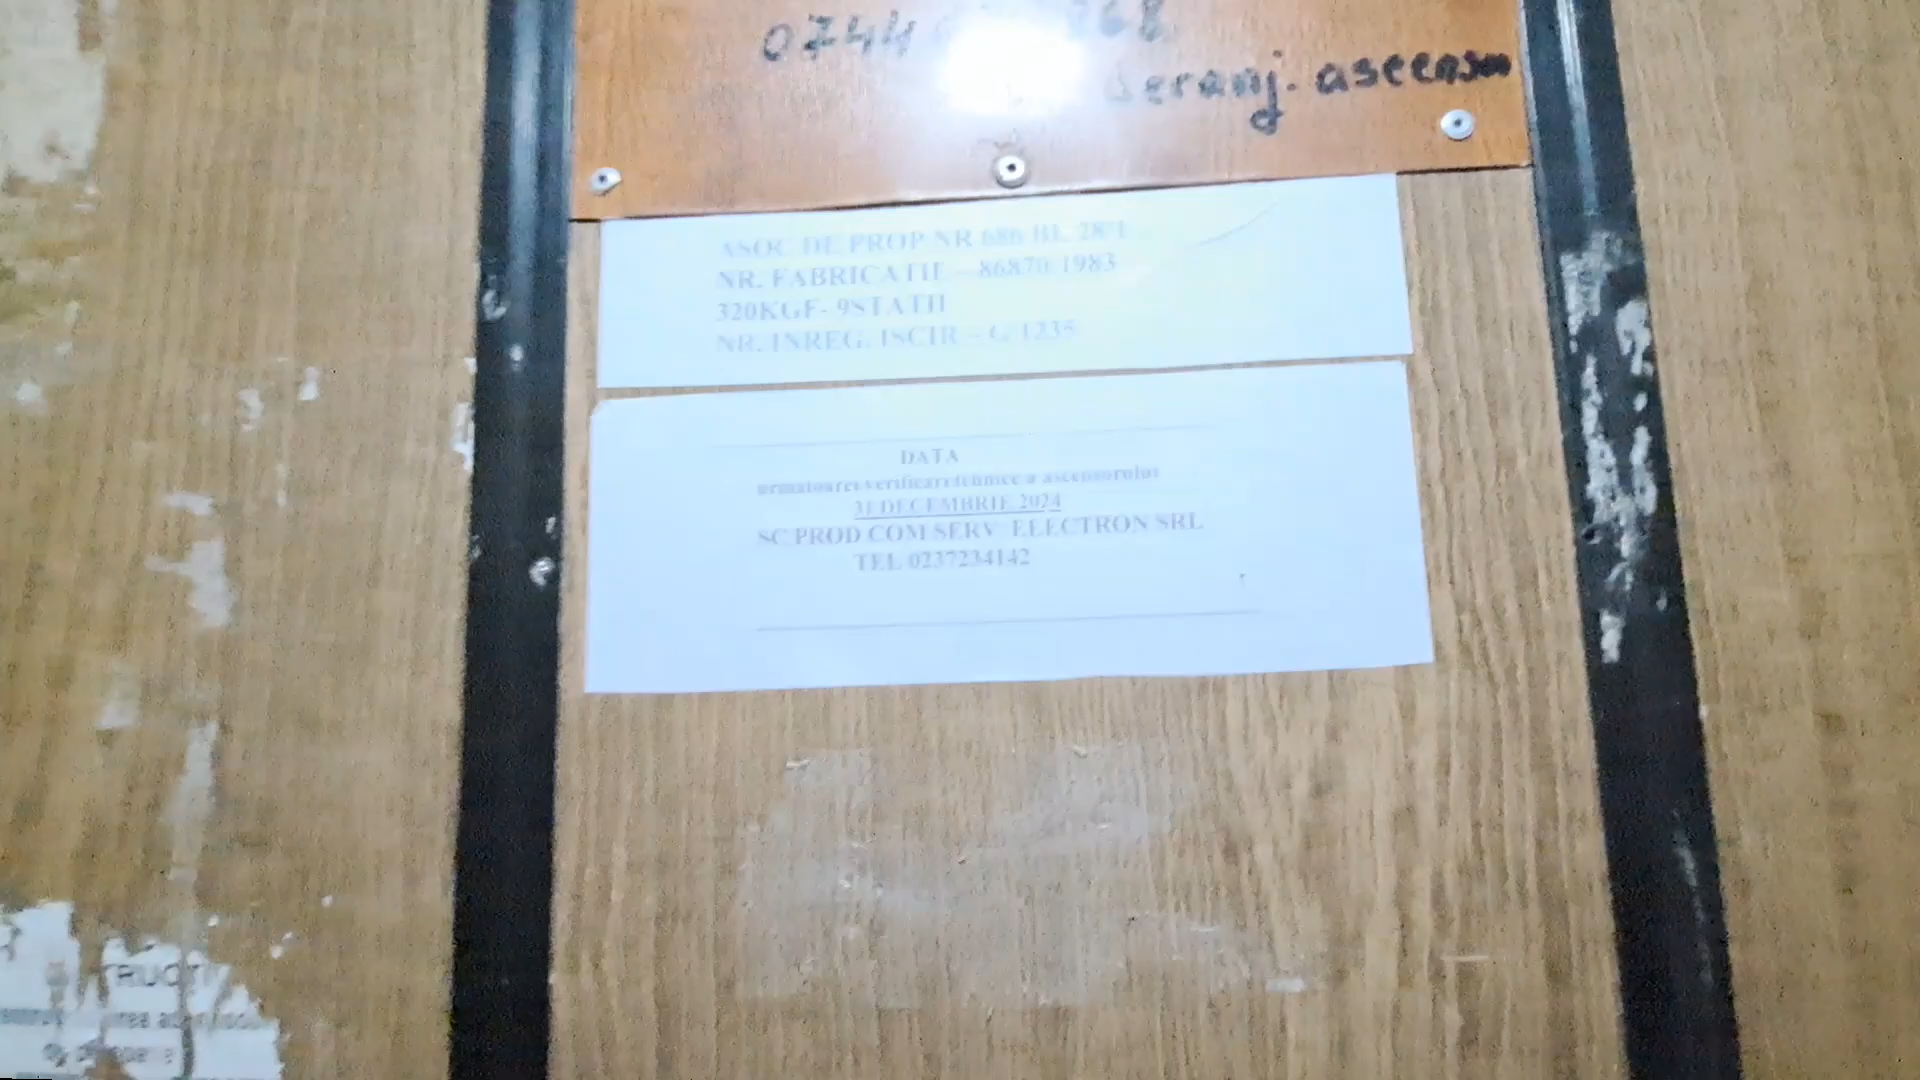 0744
deranj. ascensor
ASOC DE PROP NR 686 BL 28/1
NR. FABRICATIE – 86870/1983
320KGF- 9STATII
NR. INREG. ISCIR – G/1235
DATA
urmatoarei verificari tehnice a ascensorului
31 DECEMBRIE 2024
SC PROD COM SERV ELECTRON SRL
TEL 0237234142